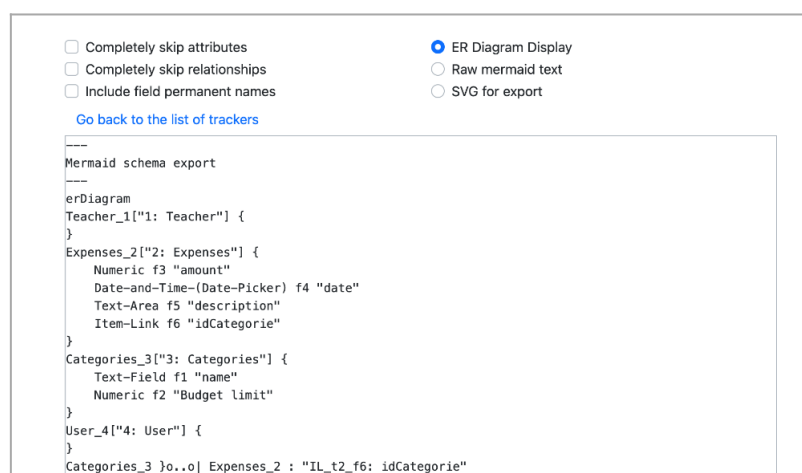 Completely skip attributes
Completely skip relationships
Include field permanent names
ER Diagram Display
Raw mermaid text
SVG for export
Go back to the list of trackers
---
Mermaid schema export
---
erDiagram
Teacher_1["1: Teacher"] {
}
Expenses_2["2: Expenses"] {
    Numeric f3 "amount"
    Date-and-Time-(Date-Picker) f4 "date"
    Text-Area f5 "description"
    Item-Link f6 "idCategorie"
}
Categories_3["3: Categories"] {
    Text-Field f1 "name"
    Numeric f2 "Budget limit"
}
User_4["4: User"] {
}
Categories_3 }o..o| Expenses_2 : "IL_t2_f6: idCategorie"